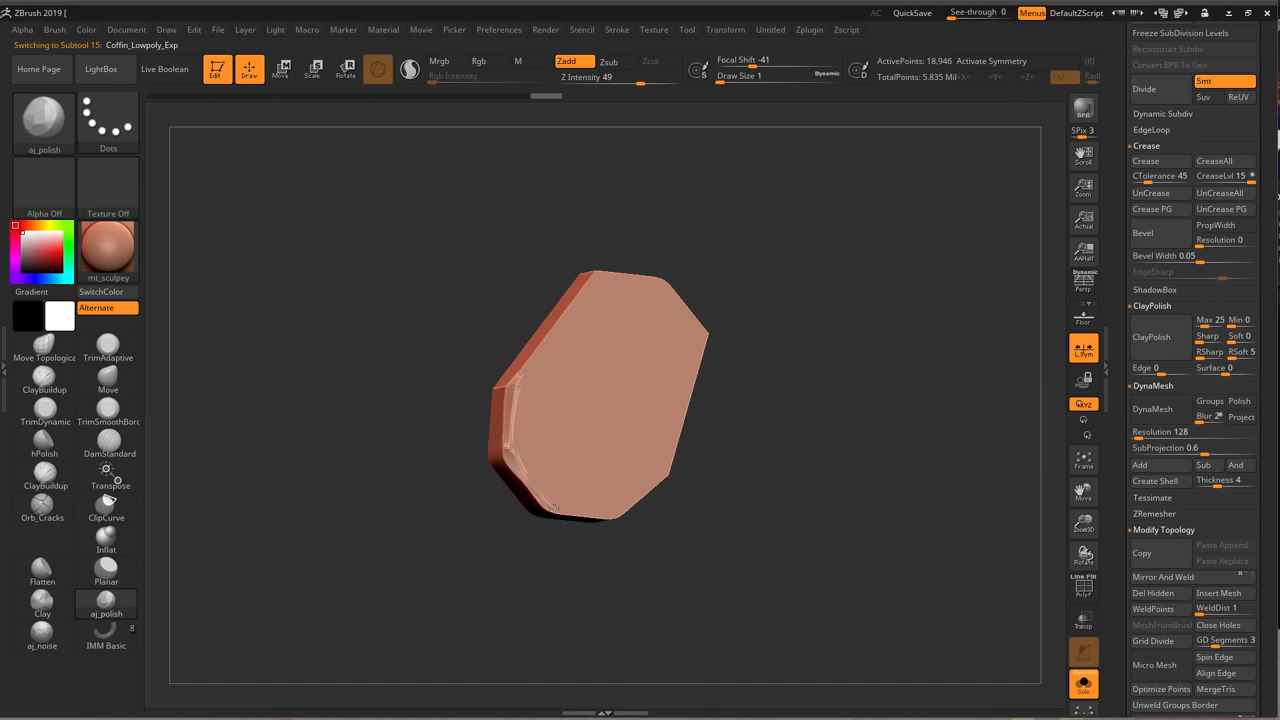 ZBrush 2019 [
AC QuickSave See-through 0 Menus DefaultZScript
Alpha Brush Color Document Draw Edit File Layer Light Macro Marker Material Movie Picker Preferences Render Stencil Stroke Texture Tool Transform Untitled Zplugin Zscript
Switching to Subtool 15: Coffin_Lowpoly_Exp
Home Page LightBox Live Boolean Edit Draw Move Scale Rotate
Mrgb Rgb M
Rgb Intensity
Zadd Zsub Zcut
Z Intensity 49
Focal Shift -41
Draw Size 1 Dynamic
ActivePoints: 18,946 Activate Symmetry (R)
TotalPoints: 5.835 Mil >X< >Y< >Z< >M< Radi
aj_polish Dots
Alpha Off Texture Off
mt_sculpey
Gradient SwitchColor
Alternate
Move Topologica TrimAdaptive
ClayBuildup Move
TrimDynamic TrimSmoothBord
hPolish DamStandard
ClayBuildup Transpose
Orb_Cracks ClipCurve
Inflat
Flatten Planar
Clay aj_polish
aj_noise IMM Basic
8
BPR
SPix 3
Scroll
Zoom
Actual
AAHalf
Dynamic
Persp
Floor
L.Sym
XYZ
Frame
Move
Zoom3D
Rotate
Line Fill
PolyF
Transp
Solo
Freeze SubDivision Levels
Reconstruct Subdiv
Convert BPR To Geo
Divide Smt
Suv ReUV
Dynamic Subdiv
EdgeLoop
Crease
Crease CreaseAll
CTolerance 45 CreaseLvl 15
UnCrease UnCreaseAll
Crease PG UnCrease PG
Bevel PropWidth
Resolution 0
Bevel Width 0.05
EdgeSharp
ShadowBox
ClayPolish
ClayPolish Max 25 Min 0
Sharp Soft 0
RSharp RSoft 5
Edge 0 Surface 0
DynaMesh
DynaMesh Groups Polish
Blur 2 Project
Resolution 128
SubProjection 0.6
Add Sub And
Create Shell Thickness 4
Tessimate
ZRemesher
Modify Topology
Copy Paste Append
Paste Replace
Mirror And Weld
Del Hidden Insert Mesh
WeldPoints WeldDist 1
MeshFromBrush Close Holes
Grid Divide GD Segments 3
Micro Mesh Spin Edge
Align Edge
Optimize Points MergeTris
Unweld Groups Border